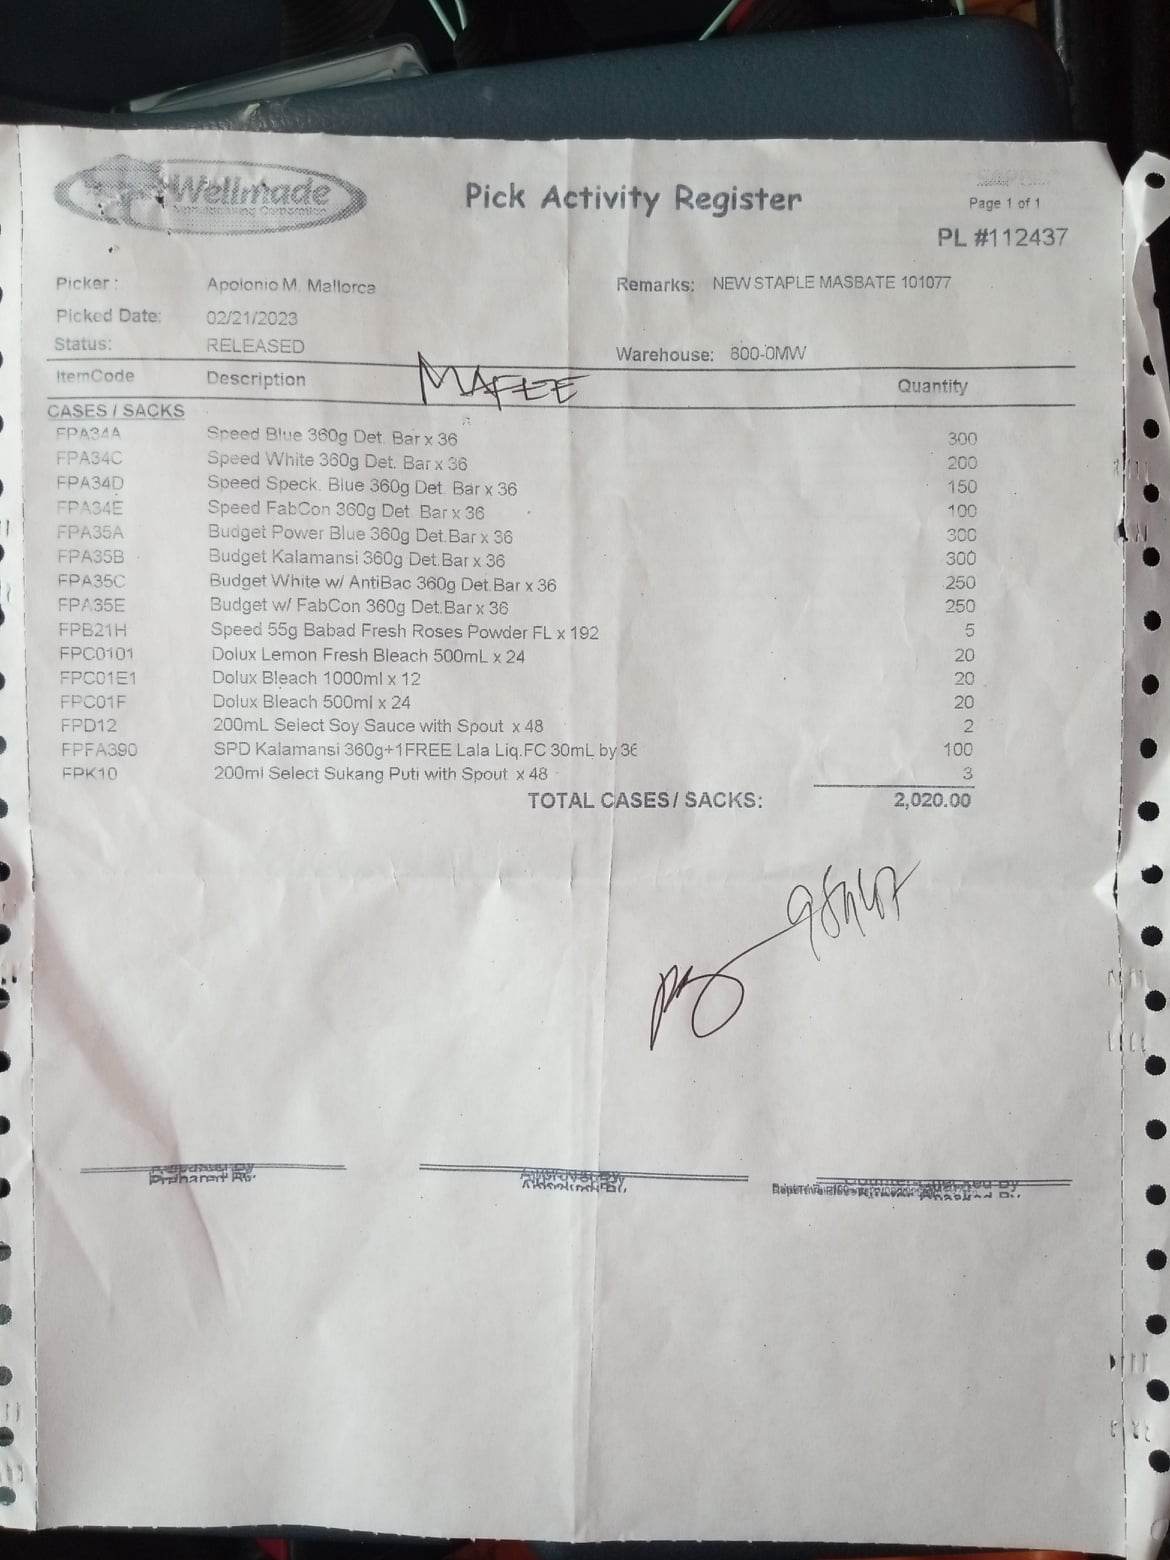 Wellmade
Manufacturing Corporation
Pick Activity Register
Page 1 of 1
PL #112437
Picker : Apolonio M. Mallorca
Remarks: NEW STAPLE MASBATE 101077
Picked Date: 02/21/2023
Status: RELEASED
Warehouse: 800-0MW
ItemCode Description Quantity
MAFEE
CASES / SACKS
FPA34A Speed Blue 360g Det. Bar x 36 300
FPA34C Speed White 360g Det. Bar x 36 200
FPA34D Speed Speck. Blue 360g Det. Bar x 36 150
FPA34E Speed FabCon 360g Det. Bar x 36 100
FPA35A Budget Power Blue 360g Det.Bar x 36 300
FPA35B Budget Kalamansi 360g Det.Bar x 36 300
FPA35C Budget White w/ AntiBac 360g Det.Bar x 36 250
FPA35E Budget w/ FabCon 360g Det.Bar x 36 250
FPB21H Speed 55g Babad Fresh Roses Powder FL x 192 5
FPC0101 Dolux Lemon Fresh Bleach 500mL x 24 20
FPC01E1 Dolux Bleach 1000ml x 12 20
FPC01F Dolux Bleach 500ml x 24 20
FPD12 200mL Select Soy Sauce with Spout x 48 2
FPFA390 SPD Kalamansi 360g+1FREE Lala Liq.FC 30mL by 36 100
FPK10 200ml Select Sukang Puti with Spout x 48 3
TOTAL CASES / SACKS: 2,020.00